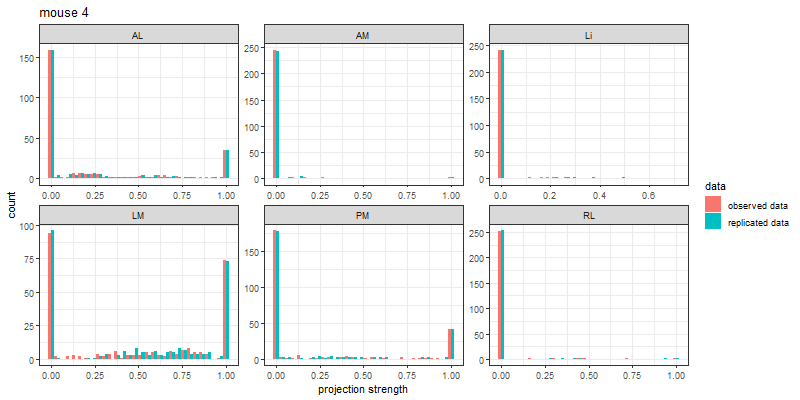 mouse 4
AL
AM
Li
150
100
50
0
0.00 0.25 0.50 0.75 1.00
250
200
150
100
50
0
0.00 0.25 0.50 0.75 1.00
250
200
150
100
50
0
0.0 0.2 0.4 0.6
LM
PM
RL
100
75
50
25
0
0.00 0.25 0.50 0.75 1.00
150
100
50
0
0.00 0.25 0.50 0.75 1.00
250
200
150
100
50
0
0.00 0.25 0.50 0.75 1.00
count
projection strength
data
observed data
replicated data